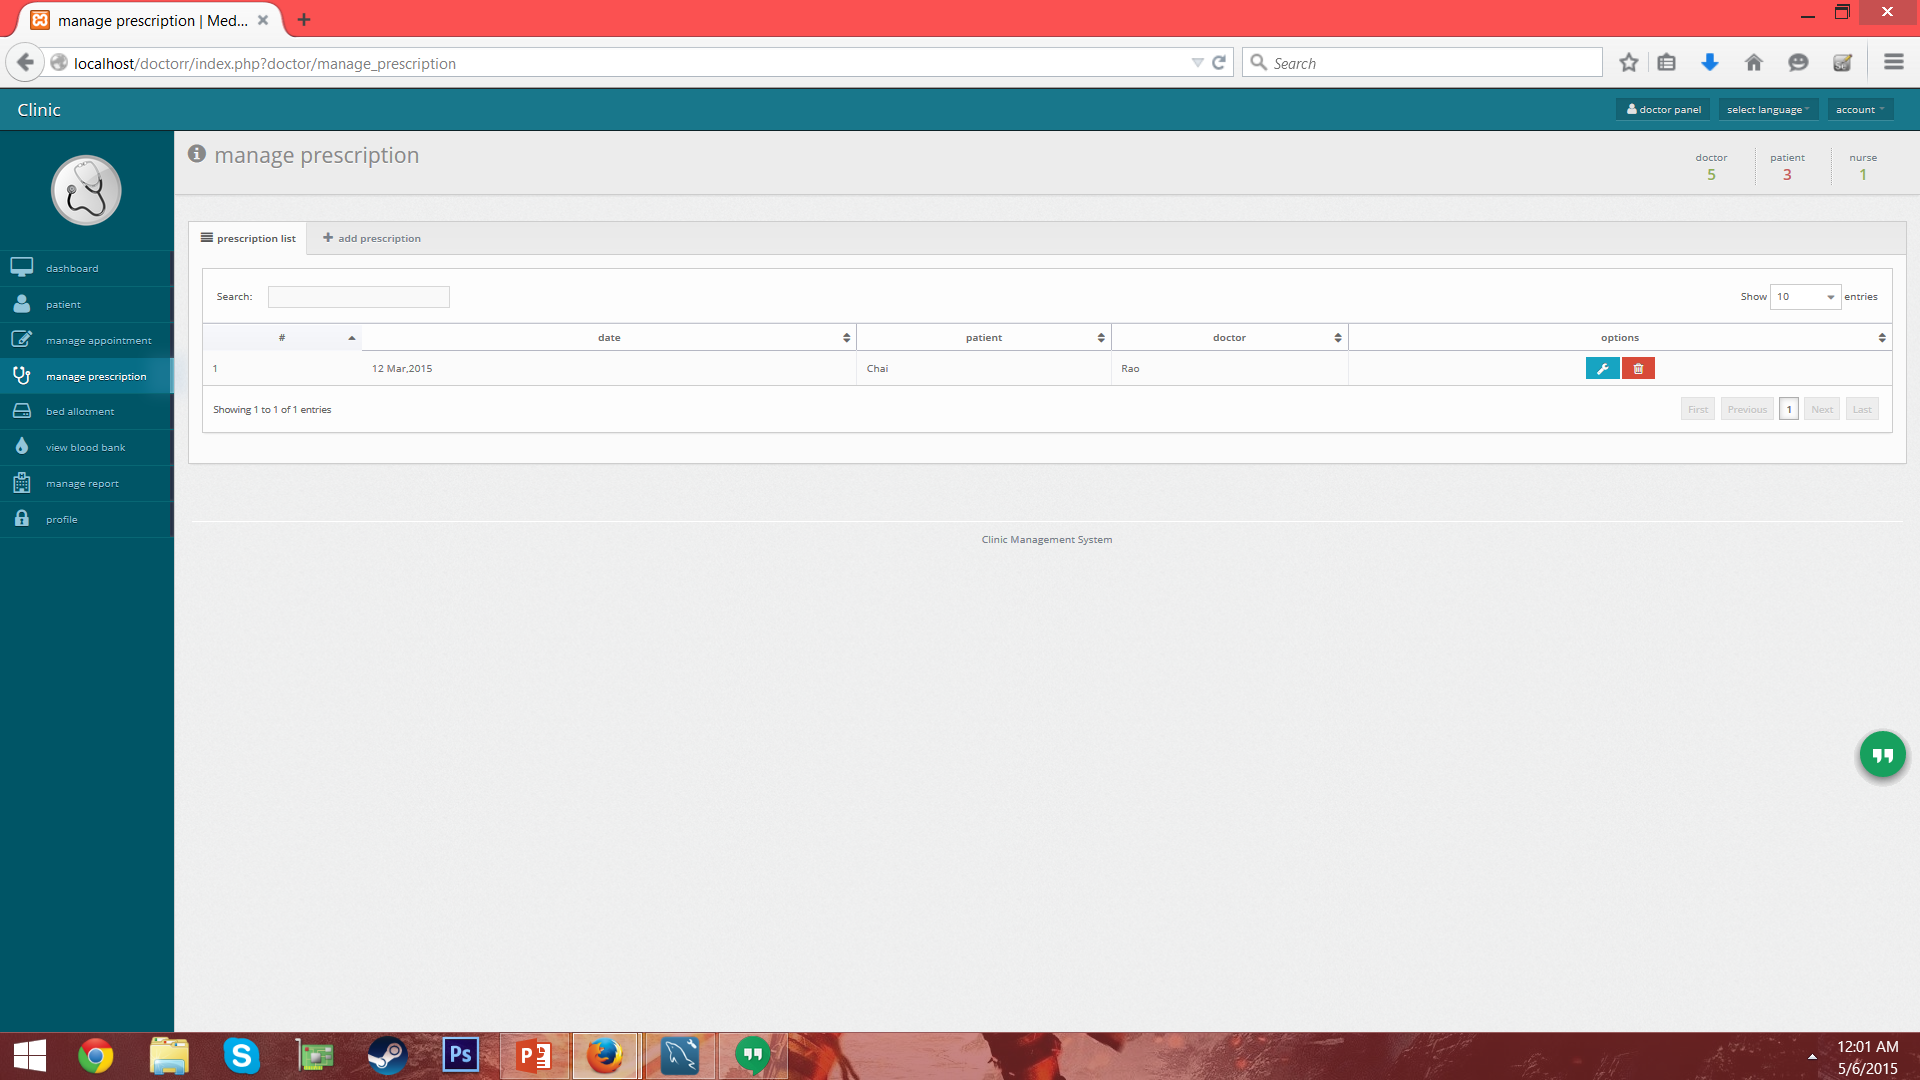 manage prescription | Med...
localhost/doctorr/index.php?doctor/manage_prescription
Search
Clinic
doctor panel
select language
account
manage prescription
doctor
5
patient
3
nurse
1
dashboard
patient
manage appointment
manage prescription
bed allotment
view blood bank
manage report
profile
prescription list
add prescription
Search:
Show 10 entries
# date patient doctor options
1 12 Mar,2015 Chai Rao
Showing 1 to 1 of 1 entries
First Previous 1 Next Last
Clinic Management System
Ps
12:01 AM
5/6/2015